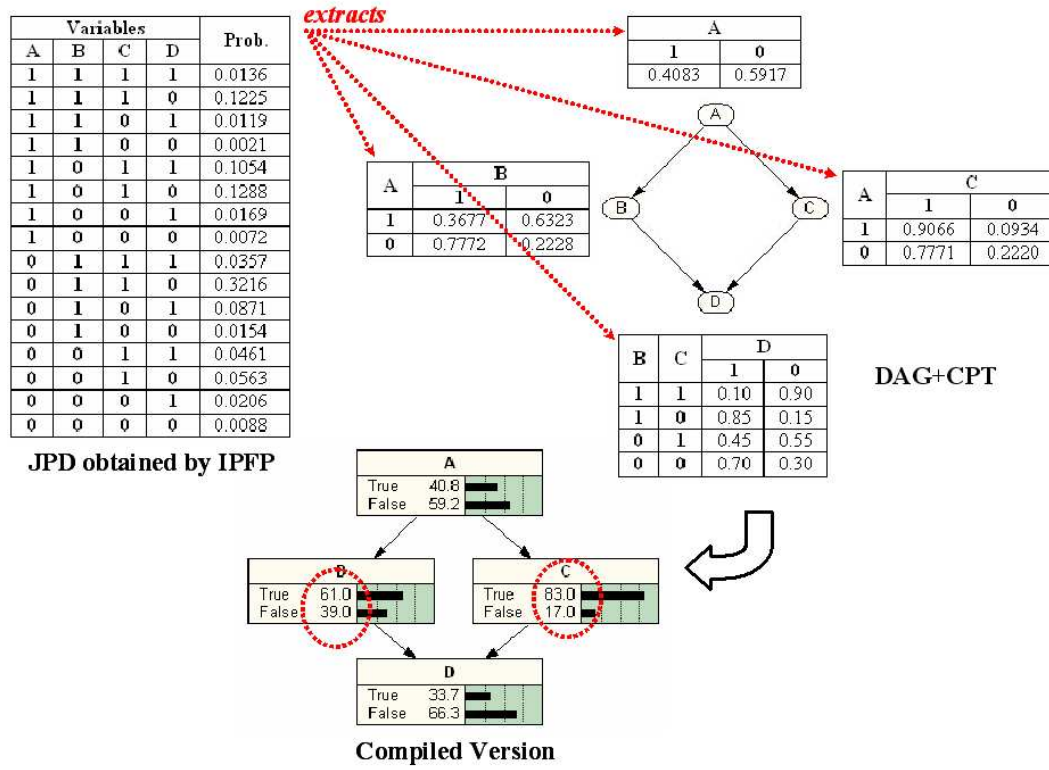 extracts
Variables Prob.
A B C D
1 1 1 1 0.0136
1 1 1 0 0.1225
1 1 0 1 0.0119
1 1 0 0 0.0021
1 0 1 1 0.1054
1 0 1 0 0.1288
1 0 0 1 0.0169
1 0 0 0 0.0072
0 1 1 1 0.0357
0 1 1 0 0.3216
0 1 0 1 0.0871
0 1 0 0 0.0154
0 0 1 1 0.0461
0 0 1 0 0.0563
0 0 0 1 0.0206
0 0 0 0 0.0088
JPD obtained by IPFP
A
1 0
0.4083 0.5917
A
B
C
D
A B
1 0
1 0.3677 0.6323
0 0.7772 0.2228
A C
1 0
1 0.9066 0.0934
0 0.7771 0.2220
B C D
1 0
1 1 0.10 0.90
1 0 0.85 0.15
0 1 0.45 0.55
0 0 0.70 0.30
DAG+CPT
A
True 40.8
False 59.2
B
True 61.0
False 39.0
C
True 83.0
False 17.0
D
True 33.7
False 66.3
Compiled Version